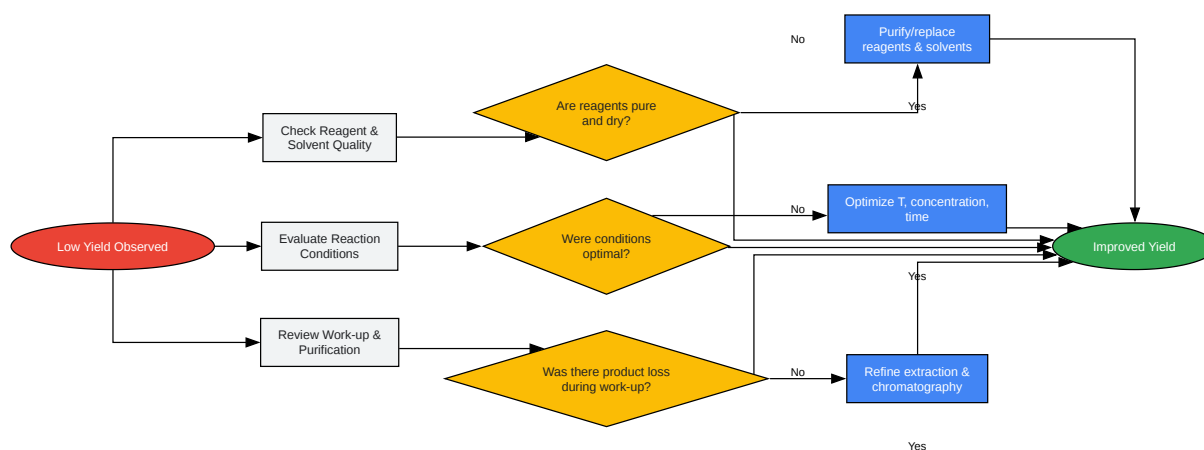 No
Purify/replace
reagents & solvents
Are reagents pure
and dry?
Yes
Check Reagent &
Solvent Quality
Optimize T, concentration,
time
No
Low Yield Observed
Evaluate Reaction
Conditions
Were conditions
optimal?
Improved Yield
Yes
Review Work-up &
Purification
Was there product loss
during work-up?
No
Refine extraction &
chromatography
Yes